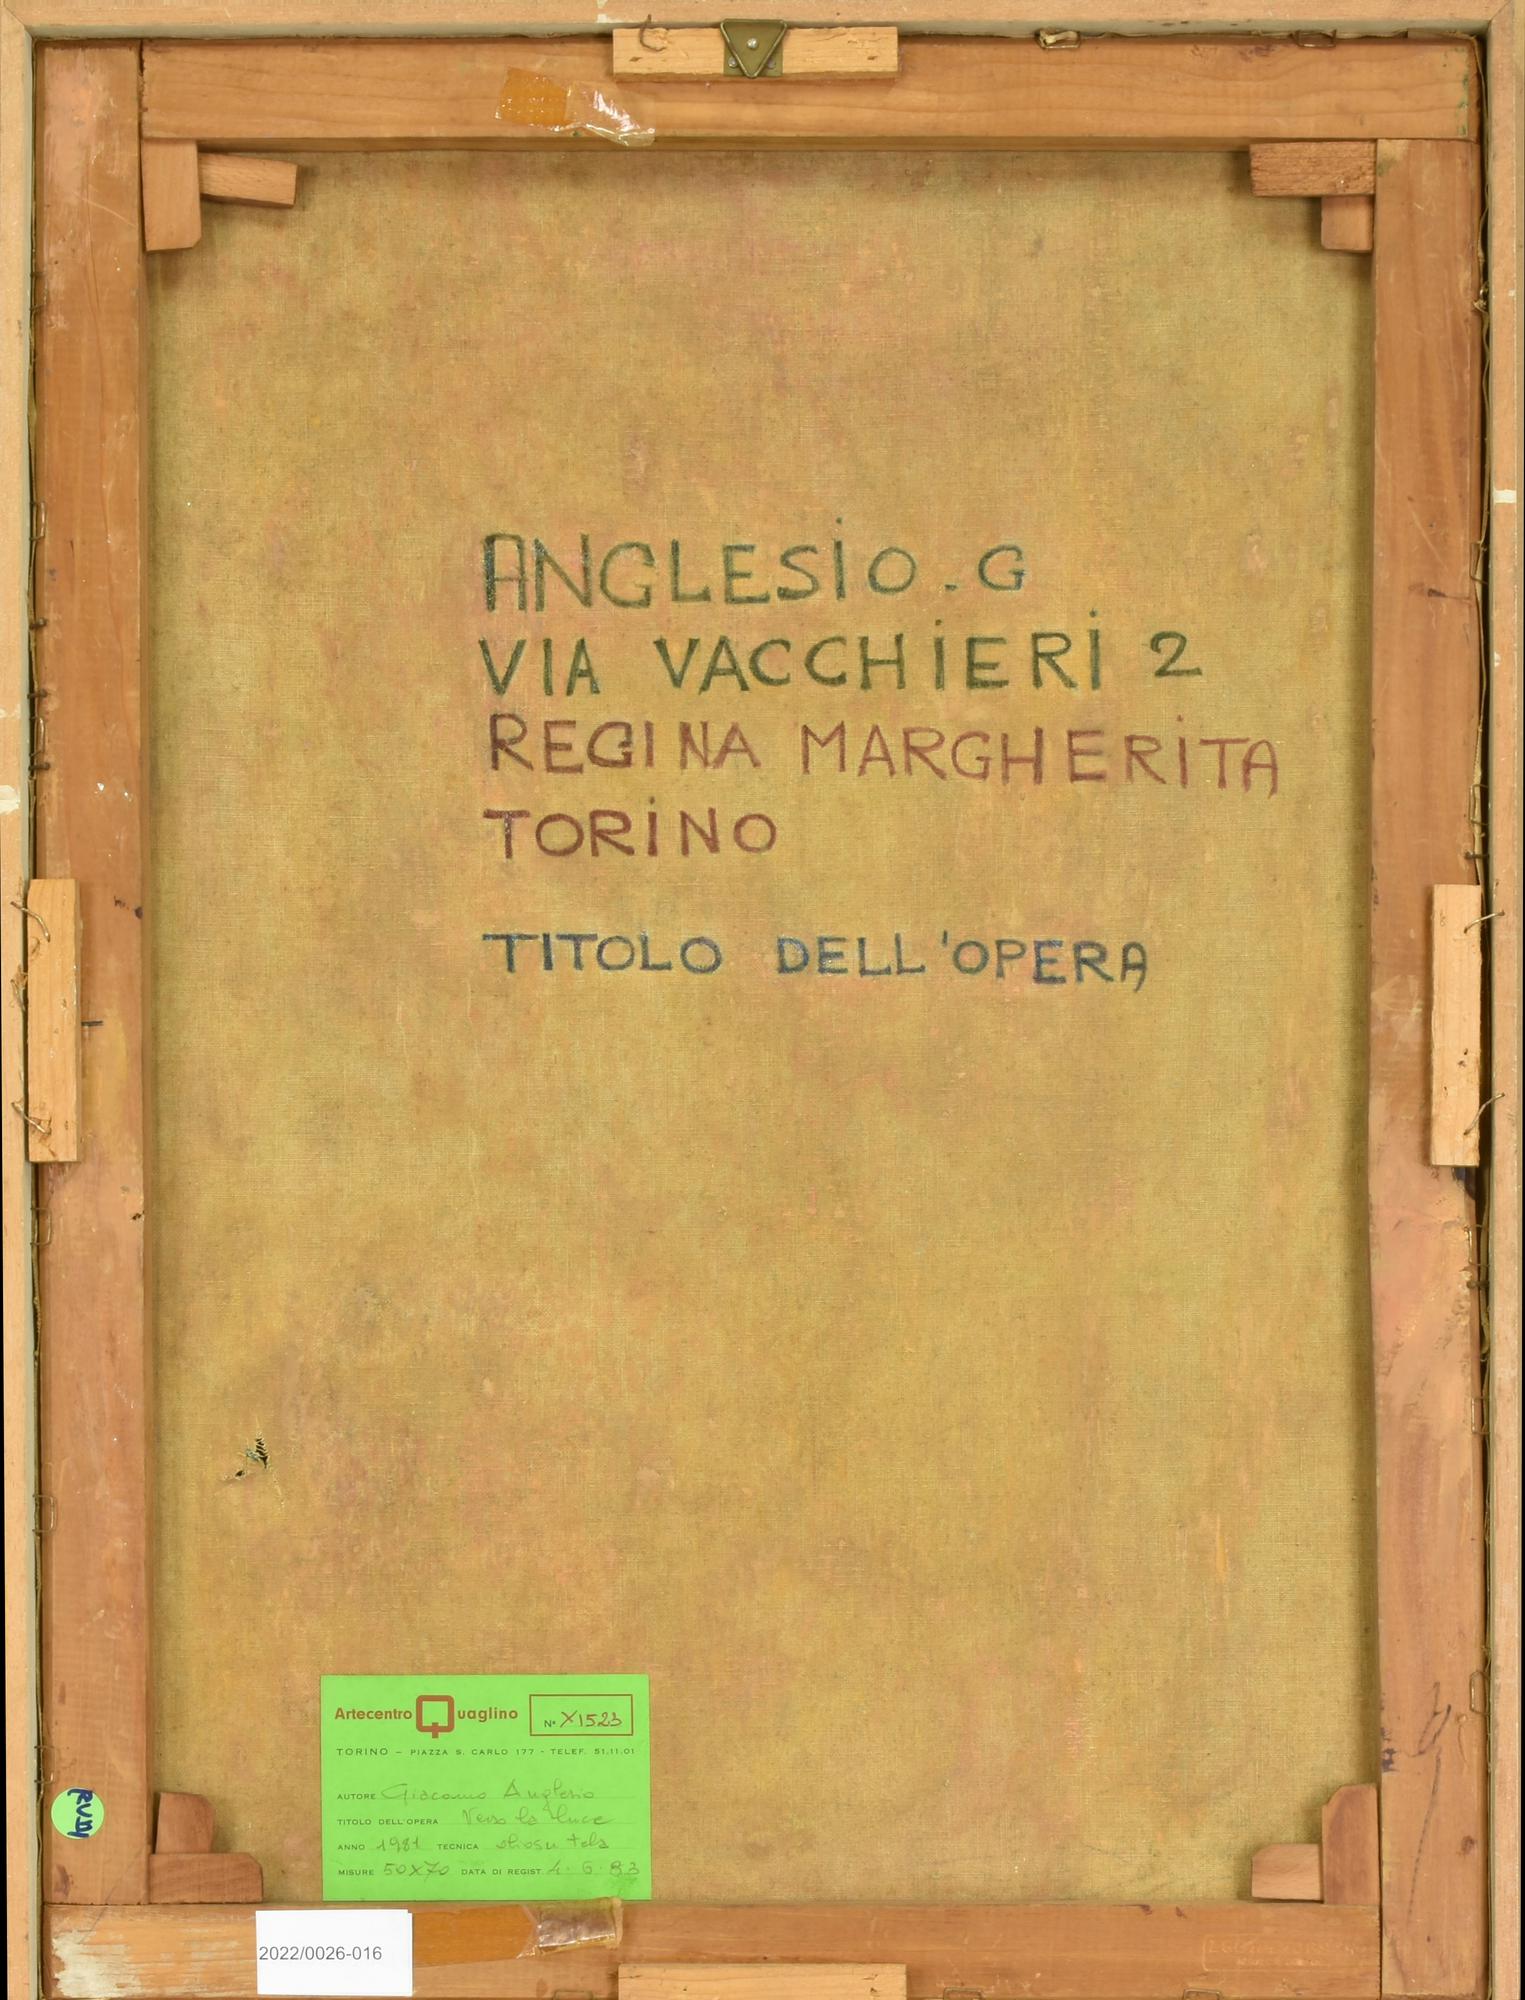 ANGLESIO.G
VIA VACCHIERI 2
REGINA MARGHERITA
TORINO
TITOLO DELL'OPERA
Artecentro Quaglino N° X1523
TORINO – PIAZZA S. CARLO 177 - TELEF. 51.11.01
AUTORE Giacomo Anglesio
TITOLO DELL'OPERA Verso la luce
ANNO 1981 TECNICA olio su tela
MISURE 50X70 DATA DI REGIST. 4.6.83
2022/0026-016